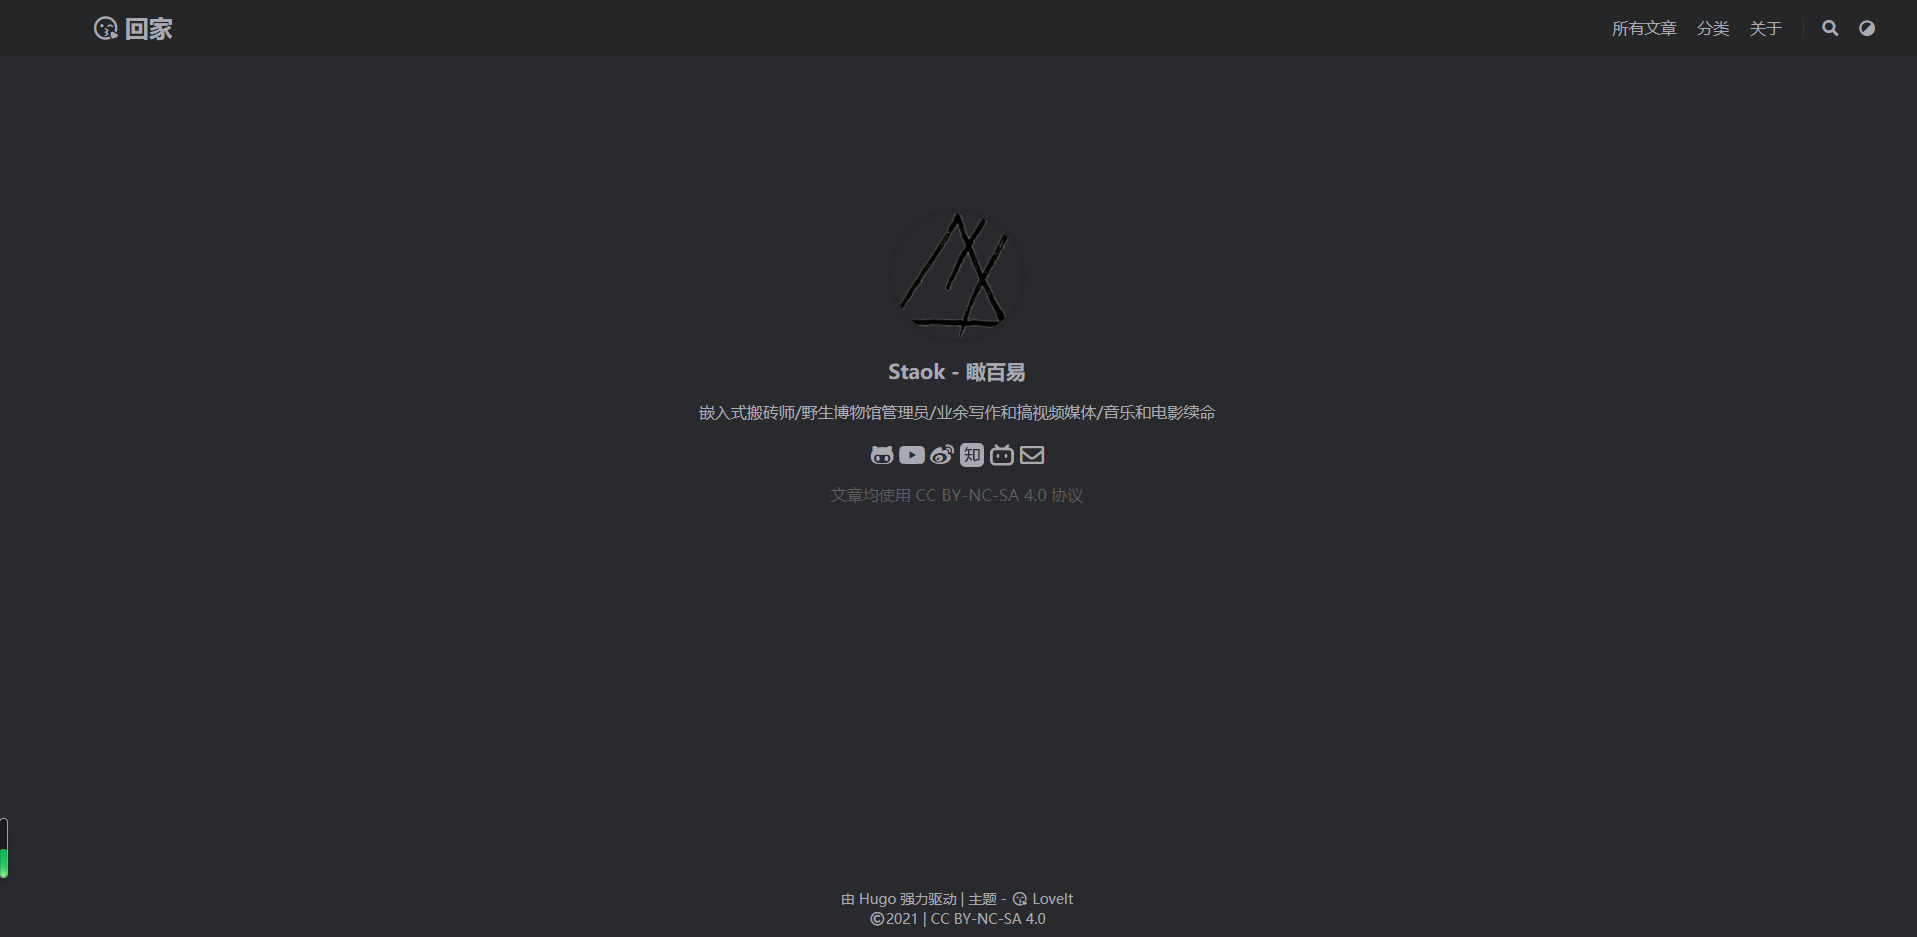 回家
所有文章 分类 关于
Staok - 瞰百易
嵌入式搬砖师/野生博物馆管理员/业余写作和搞视频媒体/音乐和电影续命
知
文章均使用 CC BY-NC-SA 4.0 协议
由 Hugo 强力驱动 | 主题 - LoveIt
©2021 | CC BY-NC-SA 4.0